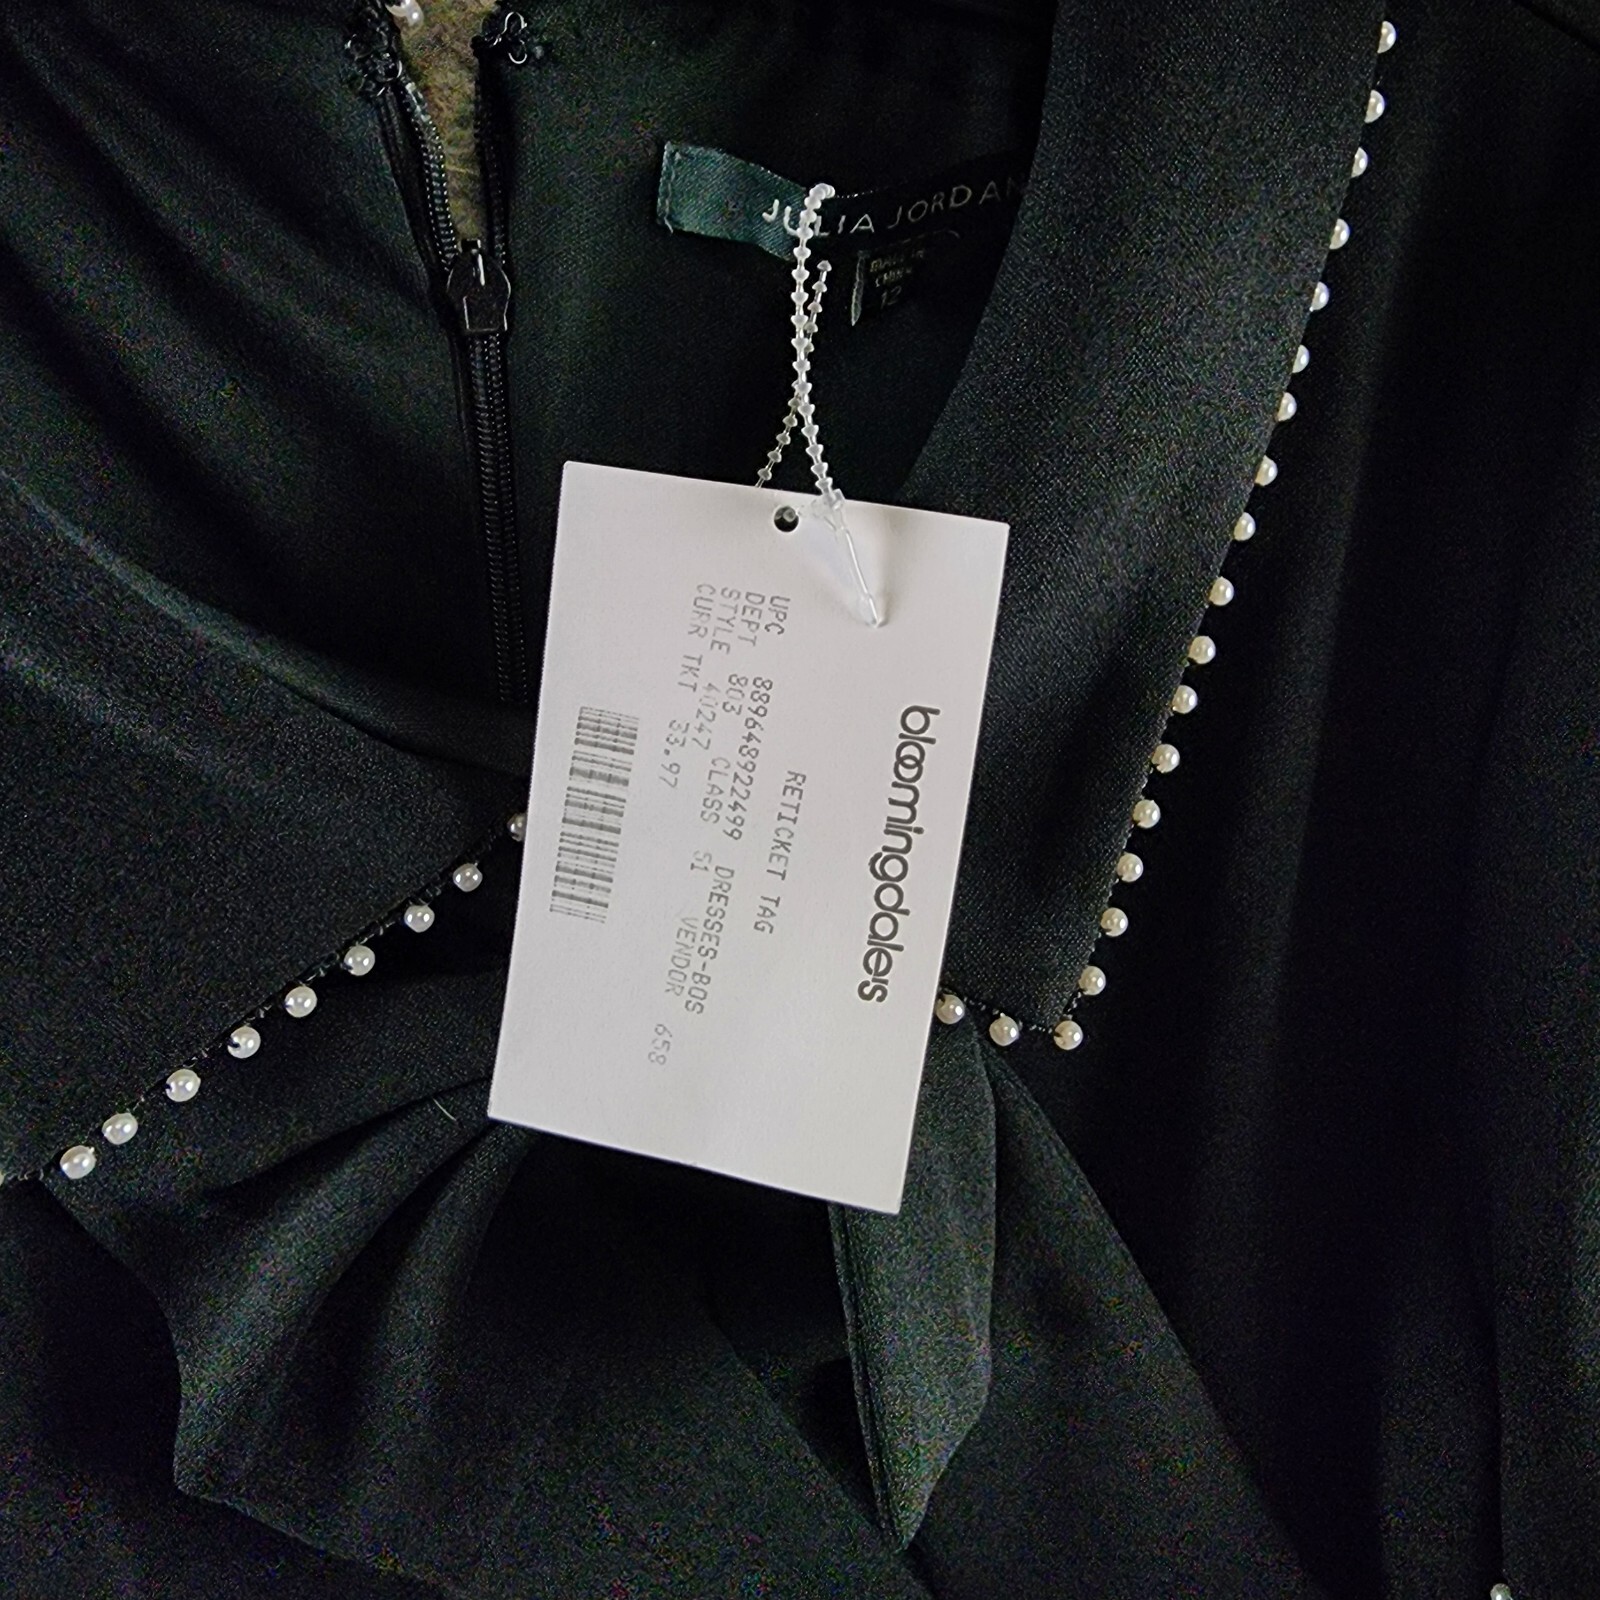 JULIA JORDAN
12
bloomingdale's
RETICKET TAG
UPC 889648922499 DRESSES-BOS
DEPT 803
STYLE 40247 CLASS 51 VENDOR 658
CURR TKT 33.97